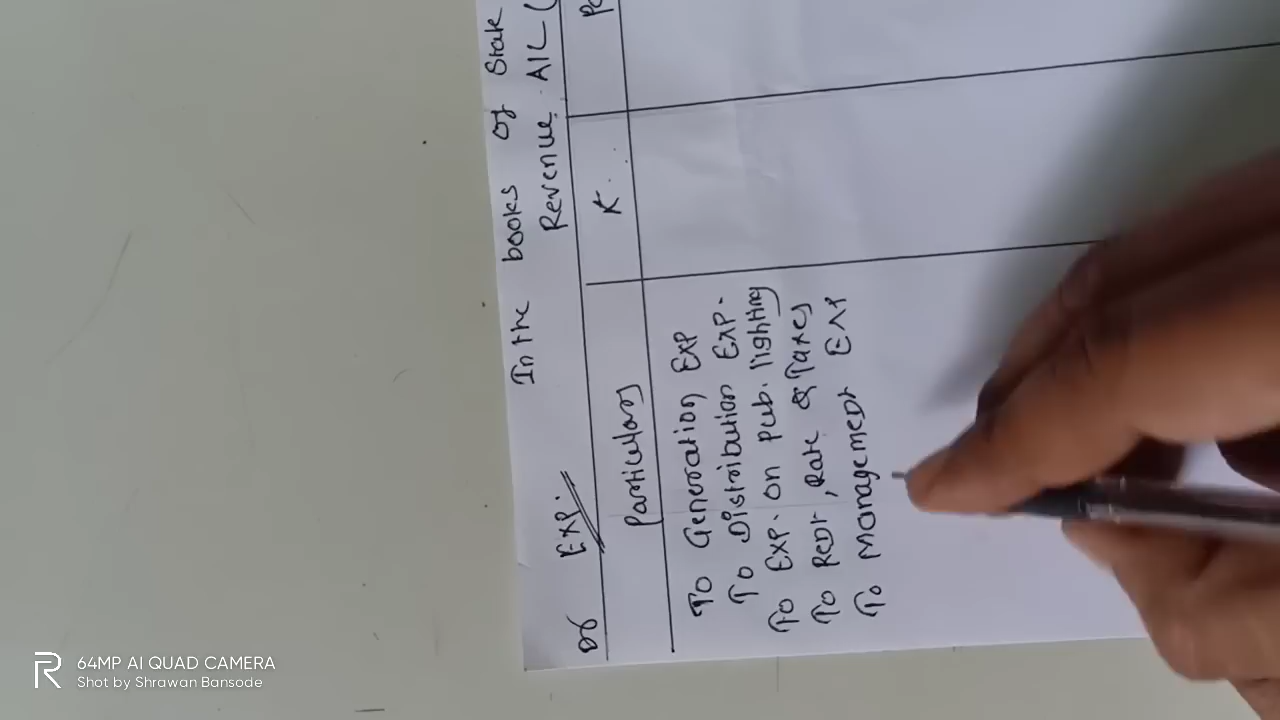 In the books of State
Revenue A/C (
Dr Exp.
Particulars K.. Pa
To Generation Exp
To Distribution Exp.
To Exp. on Pub. lighting
To Rent, Rate & Taxes
To Management Exp
64MP AI QUAD CAMERA
Shot by Shrawan Bansode